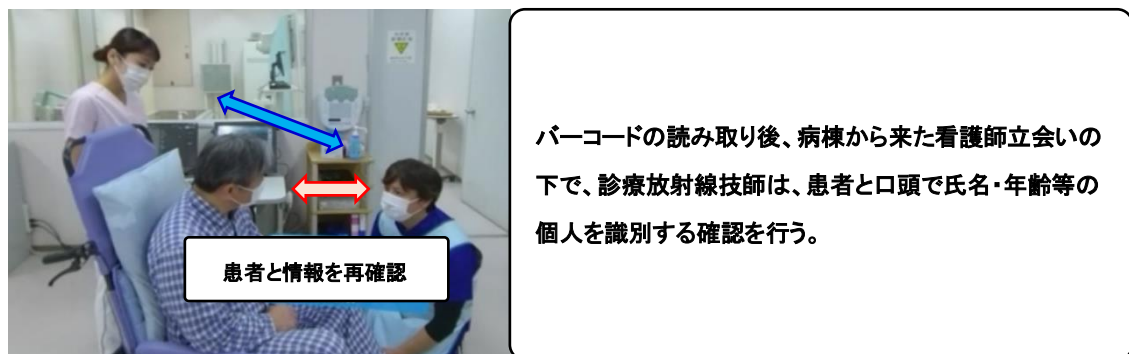 患者と情報を再確認
バーコードの読み取り後、病棟から来た看護師立会いの
下で、診療放射線技師は、患者と口頭で氏名・年齢等の
個人を識別する確認を行う。